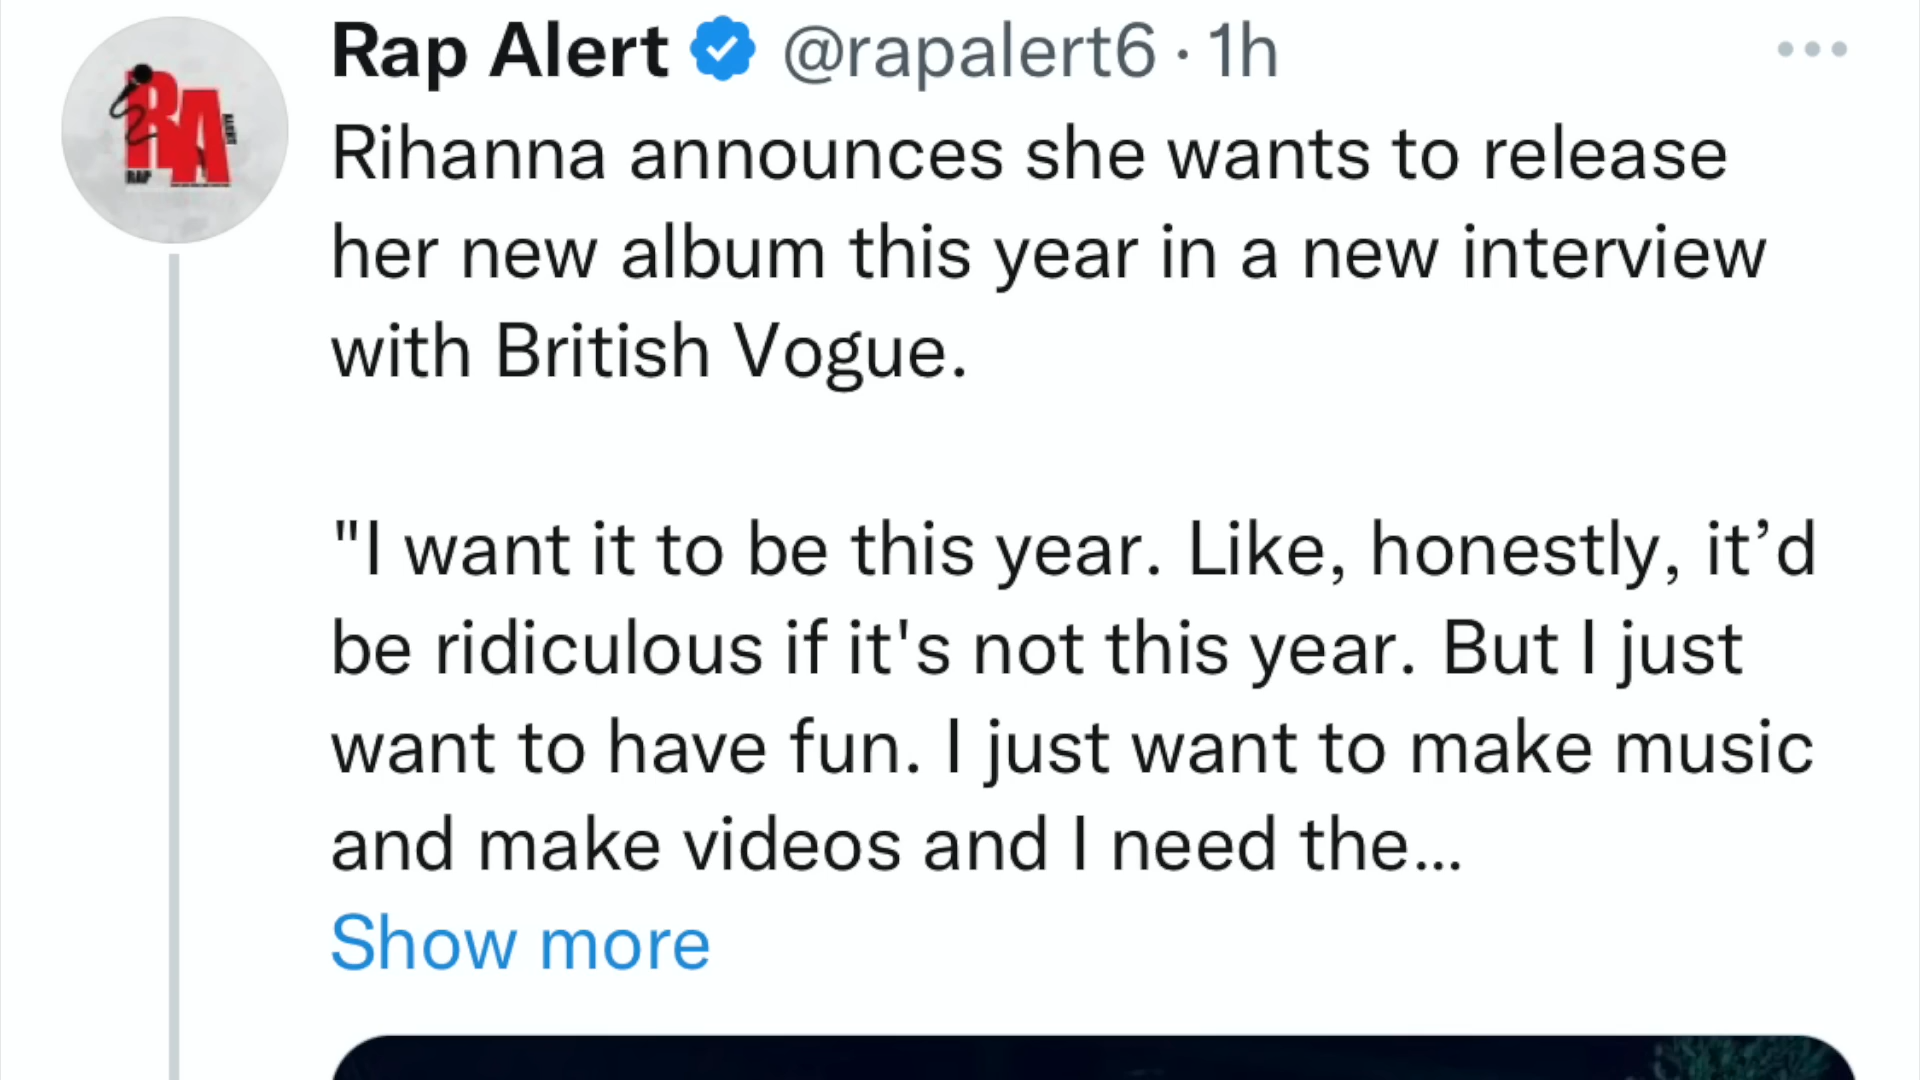 Rap Alert @rapalert6 · 1h
RA
RAP
Rihanna announces she wants to release
her new album this year in a new interview
with British Vogue.
"I want it to be this year. Like, honestly, it’d
be ridiculous if it's not this year. But I just
want to have fun. I just want to make music
and make videos and I need the...
Show more